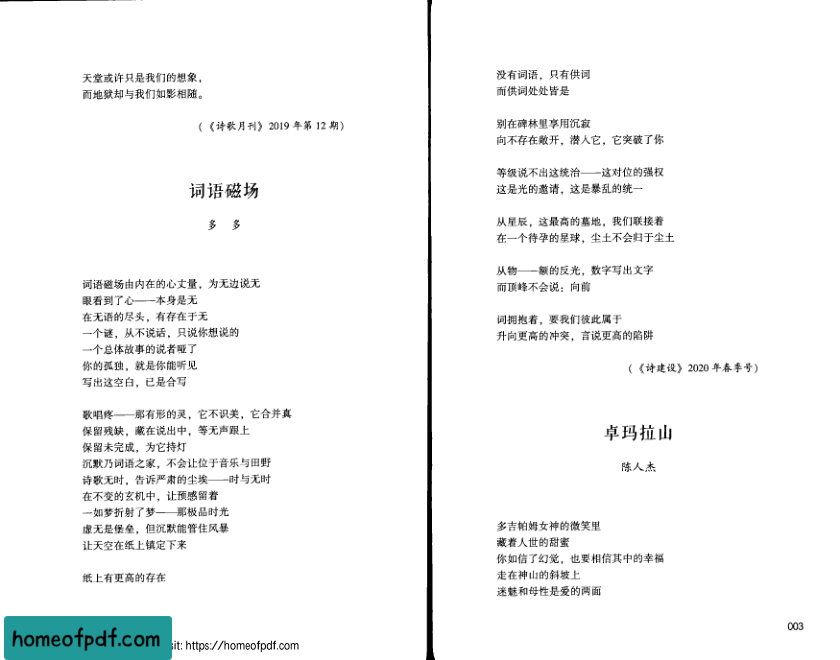 天堂或许只是我们的想象，
而地狱却与我们如影相随。
（《诗歌月刊》2019 年第 12 期）
词语磁场
多 多
词语磁场由内在的心丈量，为无边说无
眼看到了心——本身是无
在无语的尽头，有存在于无
一个谜，从不说话，只说你想说的
一个总体故事的说者哑了
你的孤独，就是你能听见
写出这空白，已是合写
歌唱疼——那有形的灵，它不识美，它合并真
保留残缺，藏在说出中，等无声跟上
保留未完成，为它持灯
沉默乃词语之家，不会让位于音乐与田野
诗歌无时，告诉严肃的尘埃——时与无时
在不变的玄机中，让预感留着
一如梦折射了梦——那极品时光
虚无是堡垒，但沉默能管住风暴
让天空在纸上镇定下来
纸上有更高的存在
没有词语，只有供词
而供词处处皆是
别在碑林里享用沉寂
向不存在敞开，潜入它，它突破了你
等级说不出这统治——这对位的强权
这是光的邀请，这是暴乱的统一
从星辰，这最高的墓地，我们联接着
在一个待孕的星球，尘土不会归于尘土
从物——额的反光，数字写出文字
而顶峰不会说：向前
词拥抱着，要我们彼此属于
升向更高的冲突，言说更高的陷阱
（《诗建设》2020 年春季号）
卓玛拉山
陈人杰
多吉帕姆女神的微笑里
藏着人世的甜蜜
你如信了幻觉，也要相信其中的幸福
走在神山的斜坡上
迷魅和母性是爱的两面
003
homeofpdf.com
sit: https://homeofpdf.com